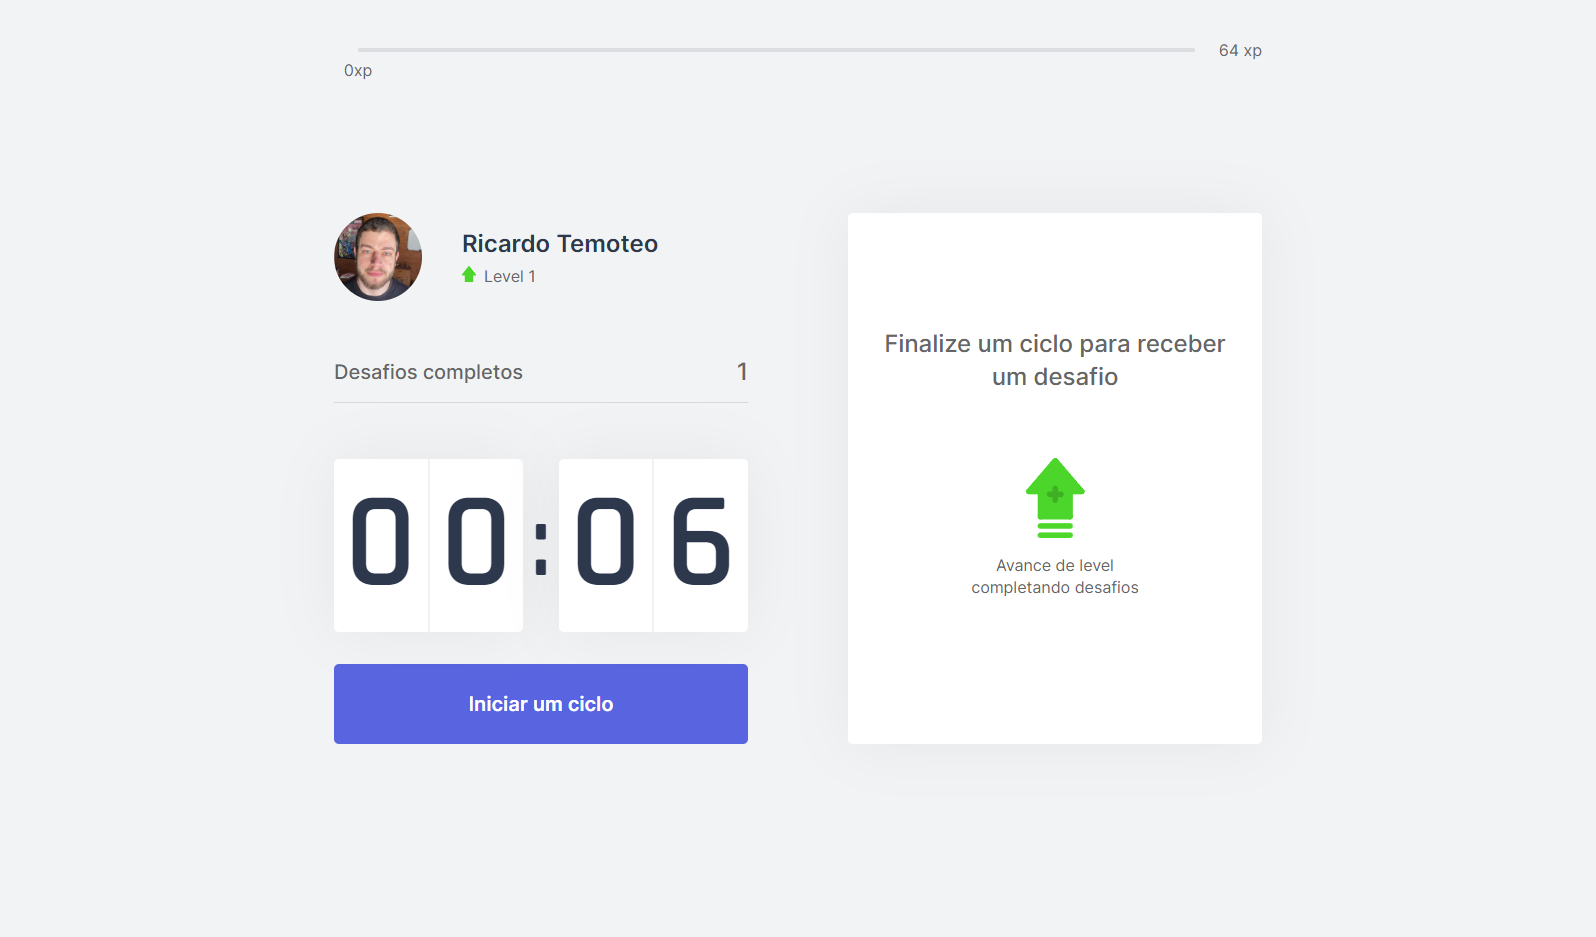 64 xp
0xp
Ricardo Temoteo
Level 1
Desafios completos 1
00:06
Iniciar um ciclo
Finalize um ciclo para receber
um desafio
Avance de level
completando desafios